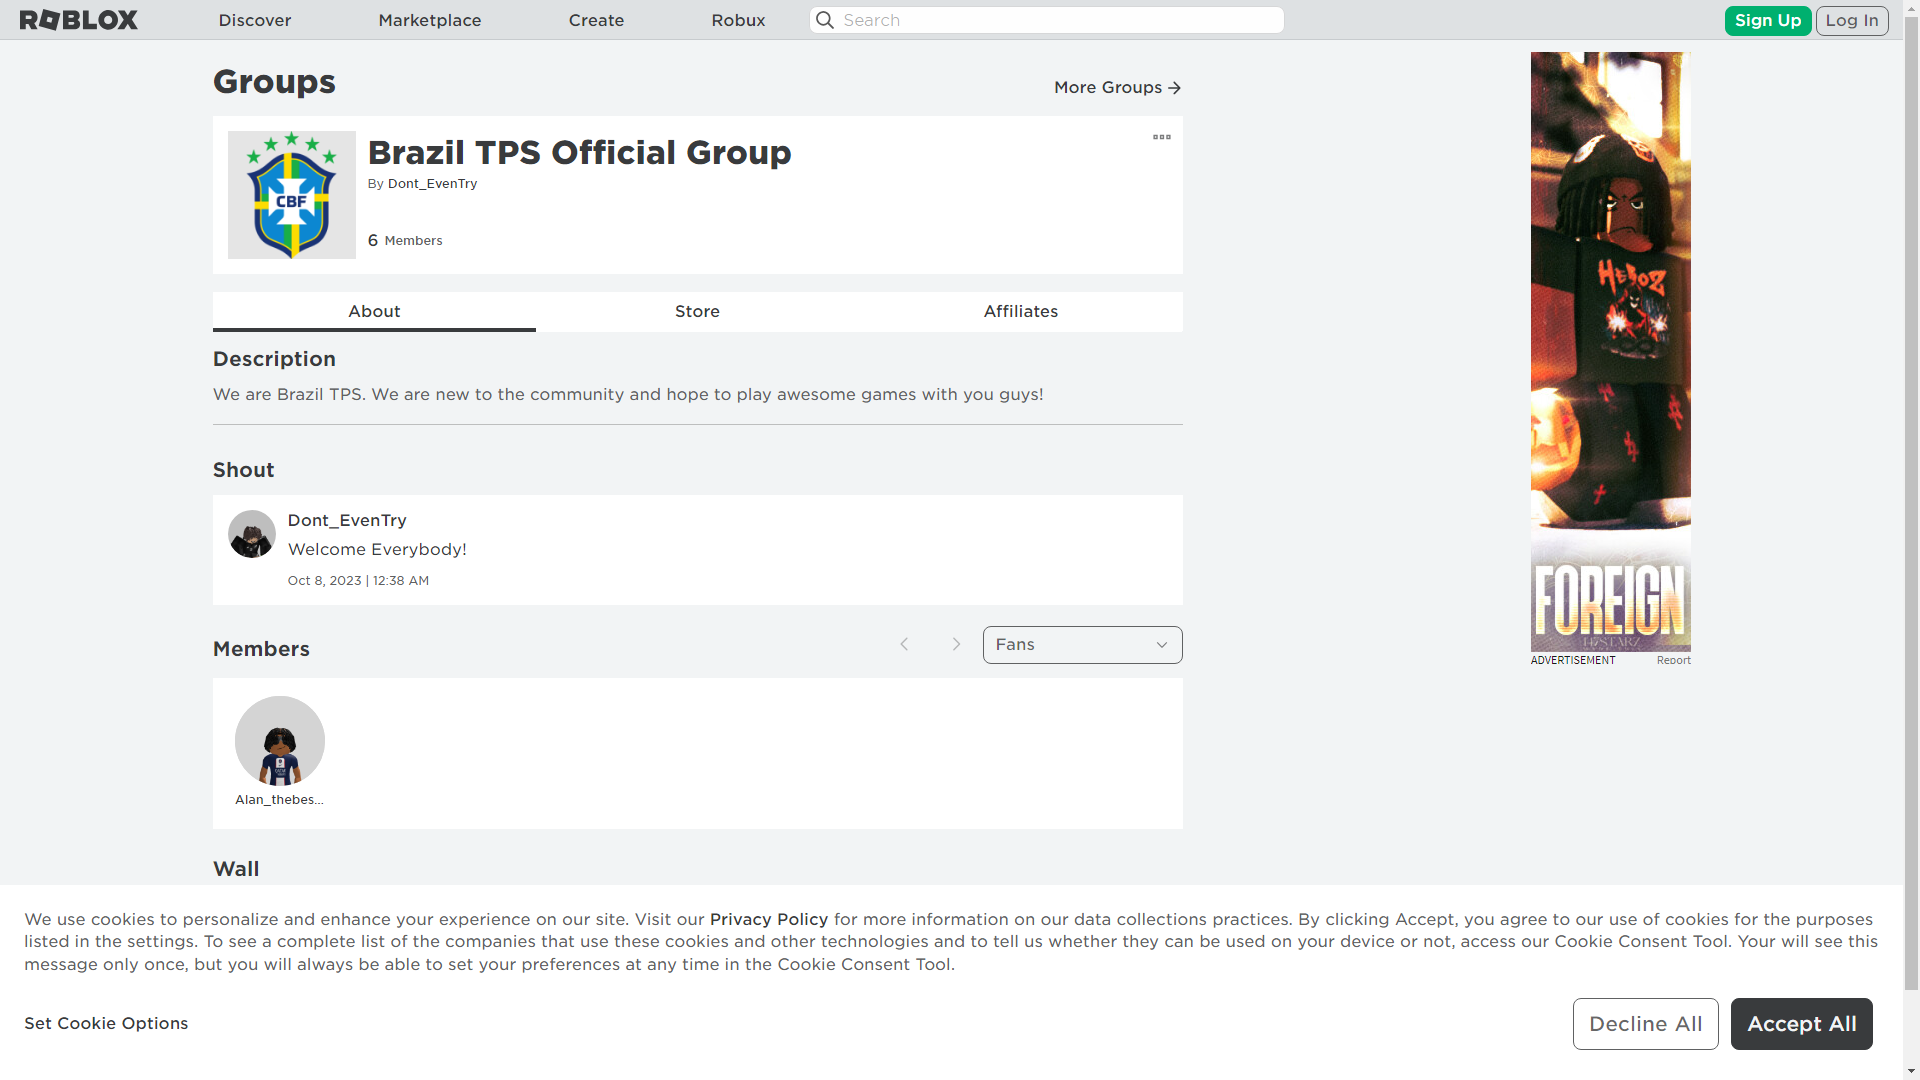 ROBLOX
Discover
Marketplace
Create
Robux
Search
Sign Up
Log In
Groups
More Groups
CBF
Brazil TPS Official Group
By Dont_EvenTry
6 Members
About
Store
Affiliates
Description
We are Brazil TPS. We are new to the community and hope to play awesome games with you guys!
Shout
Dont_EvenTry
Welcome Everybody!
Oct 8, 2023 | 12:38 AM
Members
Fans
Alan_thebes...
Wall
HEROZ
FOREIGN
ADVERTISEMENT
Report
We use cookies to personalize and enhance your experience on our site. Visit our Privacy Policy for more information on our data collections practices. By clicking Accept, you agree to our use of cookies for the purposes
listed in the settings. To see a complete list of the companies that use these cookies and other technologies and to tell us whether they can be used on your device or not, access our Cookie Consent Tool. Your will see this
message only once, but you will always be able to set your preferences at any time in the Cookie Consent Tool.
Set Cookie Options
Decline All
Accept All